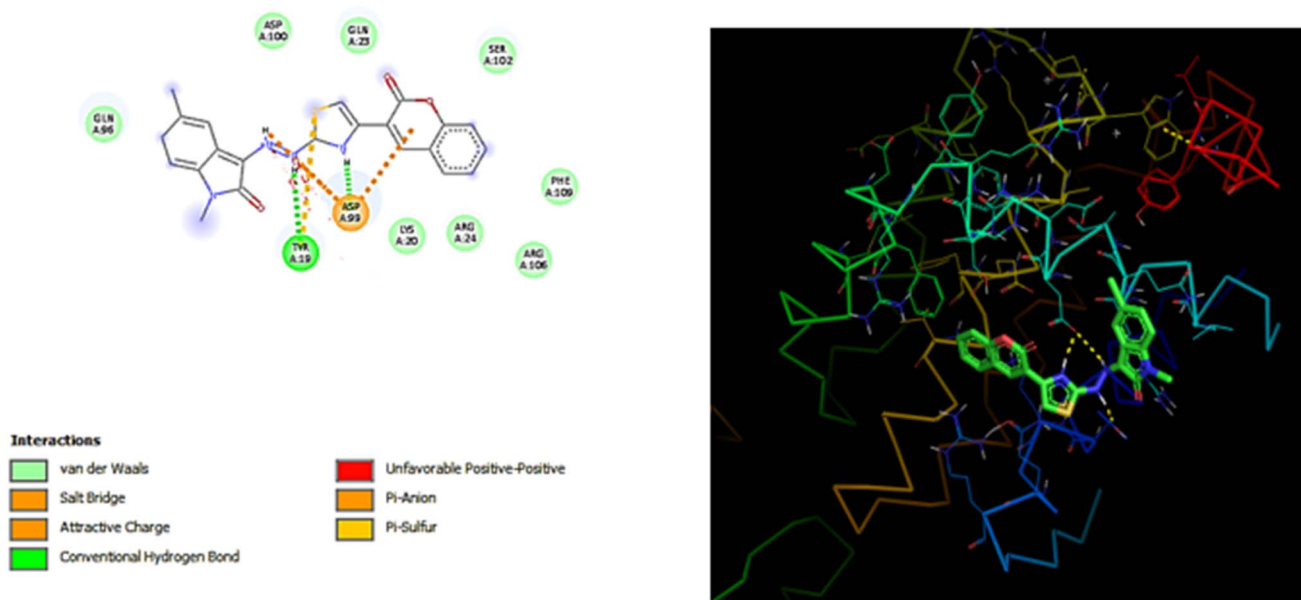 ASP
A:100
GLN
A:23
SER
A:102
GLN
A:96
H
N
N
O
N
S
N
H
O
O
PHE
A:109
ASP
A:99
LYS
A:20
ARG
A:24
TYR
A:19
ARG
A:106
Interactions
van der Waals
Salt Bridge
Attractive Charge
Conventional Hydrogen Bond
Unfavorable Positive-Positive
Pi-Anion
Pi-Sulfur